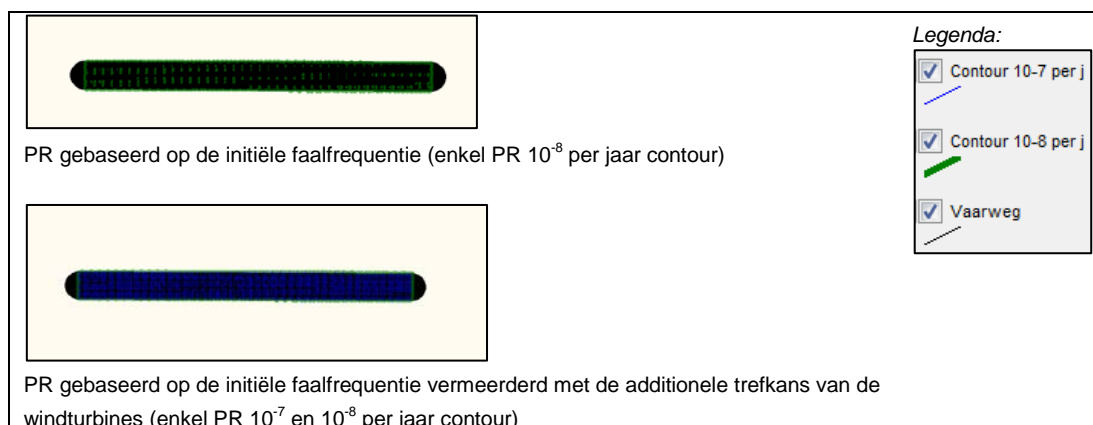 Legenda:
Contour 10-7 per j
Contour 10-8 per j
Vaarweg
PR gebaseerd op de initiële faalfrequentie (enkel PR 10⁻⁸ per jaar contour)
PR gebaseerd op de initiële faalfrequentie vermeerderd met de additionele trefkans van de
windturbines (enkel PR 10⁻⁷ en 10⁻⁸ per jaar contour)